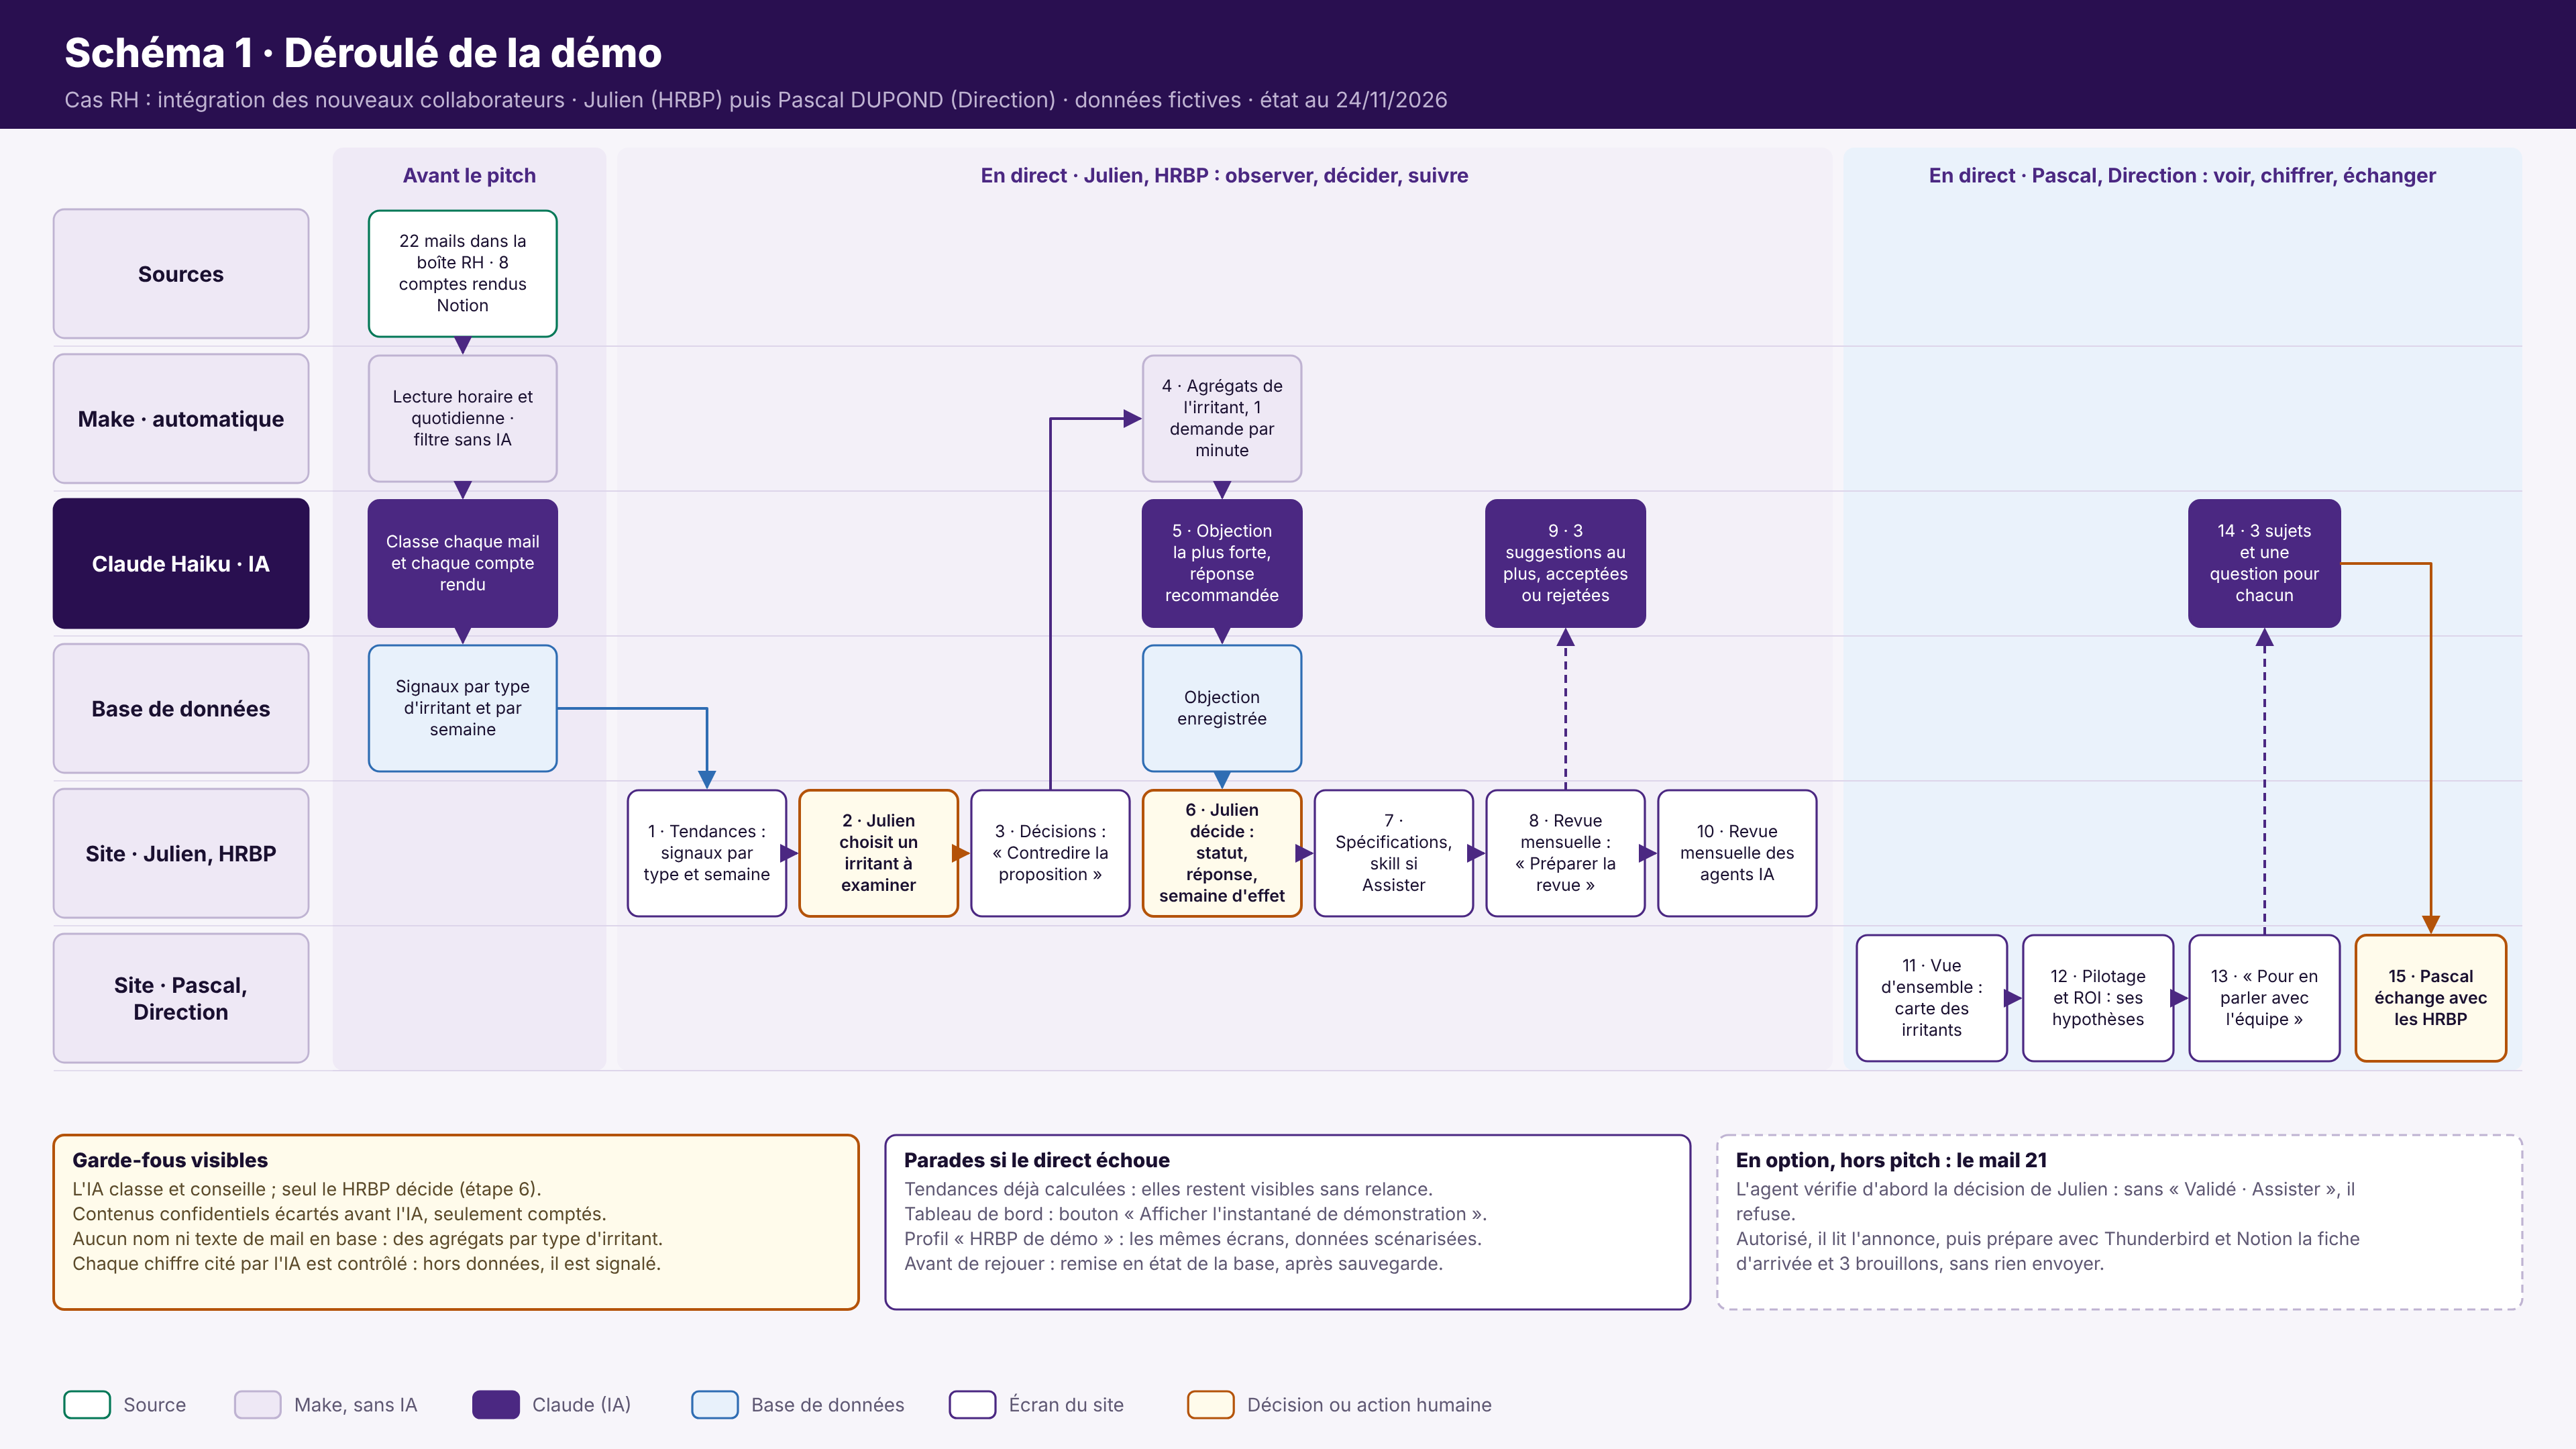 Schéma 1 · Déroulé de la démo
Cas RH : intégration des nouveaux collaborateurs · Julien (HRBP) puis Pascal DUPOND (Direction) · données fictives · état au 24/11/2026
Avant le pitch
En direct · Julien, HRBP : observer, décider, suivre
En direct · Pascal, Direction : voir, chiffrer, échanger
Sources
22 mails dans la
boîte RH · 8
comptes rendus
Notion
Make · automatique
Lecture horaire et
quotidienne ·
filtre sans IA
4 · Agrégats de
l'irritant, 1
demande par
minute
Claude Haiku · IA
Classe chaque mail
et chaque compte
rendu
5 · Objection
la plus forte,
réponse
recommandée
9 · 3
suggestions au
plus, acceptées
ou rejetées
14 · 3 sujets
et une
question pour
chacun
Base de données
Signaux par type
d'irritant et par
semaine
Objection
enregistrée
Site · Julien, HRBP
1 · Tendances :
signaux par
type et semaine
2 · Julien
choisit un
irritant à
examiner
3 · Décisions :
« Contredire la
proposition »
6 · Julien
décide :
statut,
réponse,
semaine d'effet
7 ·
Spécifications,
skill si
Assister
8 · Revue
mensuelle :
« Préparer la
revue »
10 · Revue
mensuelle des
agents IA
Site · Pascal,
Direction
11 · Vue
d'ensemble :
carte des
irritants
12 · Pilotage
et ROI : ses
hypothèses
13 · « Pour en
parler avec
l'équipe »
15 · Pascal
échange avec
les HRBP
Garde-fous visibles
L'IA classe et conseille ; seul le HRBP décide (étape 6).
Contenus confidentiels écartés avant l'IA, seulement comptés.
Aucun nom ni texte de mail en base : des agrégats par type d'irritant.
Chaque chiffre cité par l'IA est contrôlé : hors données, il est signalé.
Parades si le direct échoue
Tendances déjà calculées : elles restent visibles sans relance.
Tableau de bord : bouton « Afficher l'instantané de démonstration ».
Profil « HRBP de démo » : les mêmes écrans, données scénarisées.
Avant de rejouer : remise en état de la base, après sauvegarde.
En option, hors pitch : le mail 21
L'agent vérifie d'abord la décision de Julien : sans « Validé · Assister », il
refuse.
Autorisé, il lit l'annonce, puis prépare avec Thunderbird et Notion la fiche
d'arrivée et 3 brouillons, sans rien envoyer.
Source
Make, sans IA
Claude (IA)
Base de données
Écran du site
Décision ou action humaine